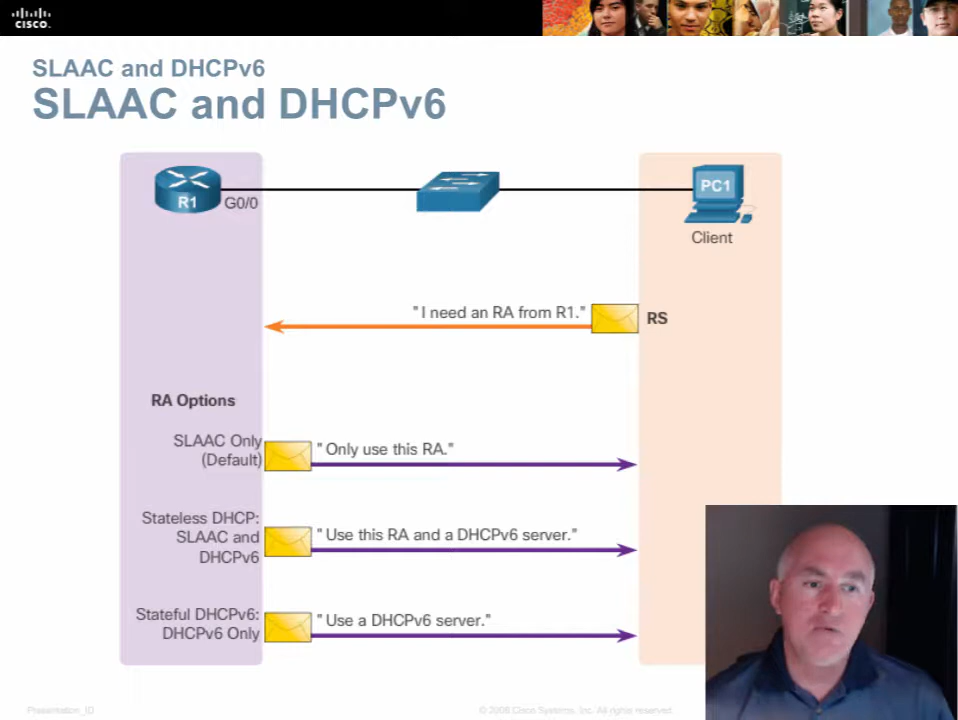 CISCO.
SLAAC and DHCPv6
SLAAC and DHCPv6
R1
G0/0
PC1
Client
"I need an RA from R1."
RS
RA Options
SLAAC Only
(Default)
"Only use this RA."
Stateless DHCP:
SLAAC and
DHCPv6
"Use this RA and a DHCPv6 server."
Stateful DHCPv6:
DHCPv6 Only
"Use a DHCPv6 server."
Presentation_ID
© 2008 Cisco Systems, Inc. All rights reserved.